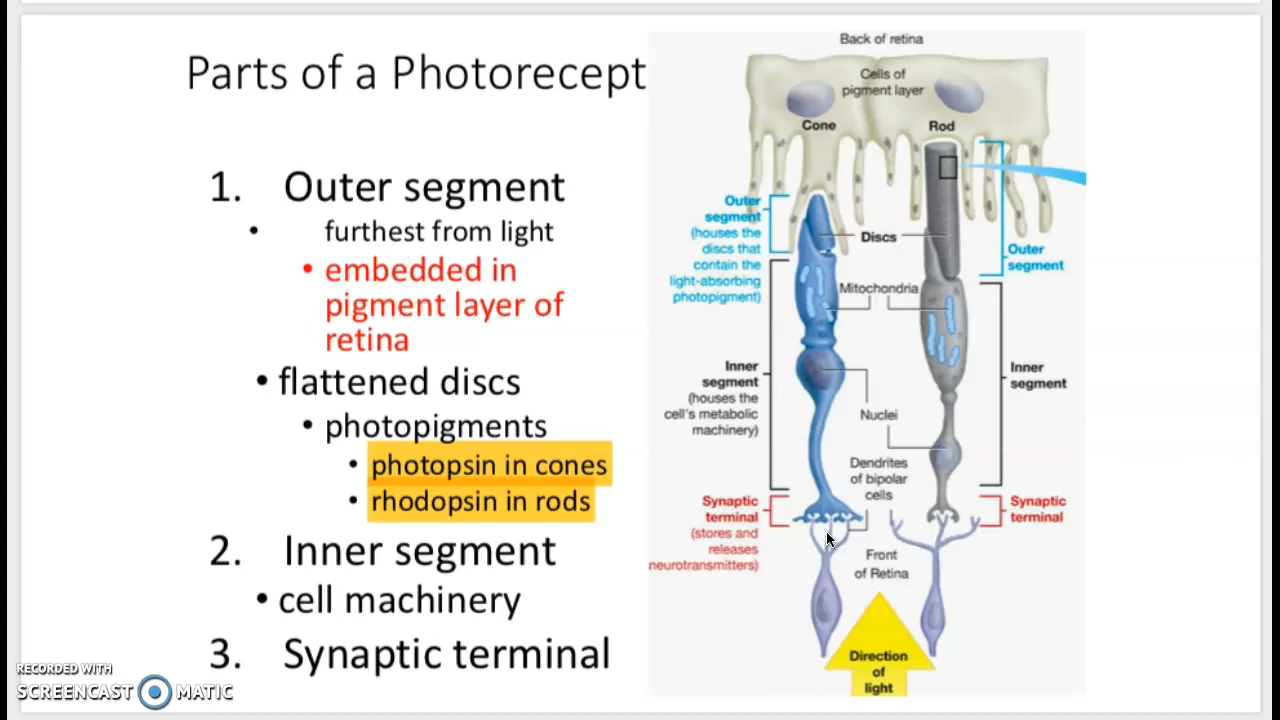 Parts of a Photorecept
1. Outer segment
• furthest from light
• embedded in
pigment layer of
retina
• flattened discs
• photopigments
• photopsin in cones
• rhodopsin in rods
2. Inner segment
• cell machinery
3. Synaptic terminal
Back of retina
Cells of
pigment layer
Cone
Rod
Outer
segment
(houses the
discs that
contain the
light-absorbing
photopigment)
Discs
Outer
segment
Mitochondria
Inner
segment
(houses the
cell's metabolic
machinery)
Inner
segment
Nuclei
Dendrites
of bipolar
cells
Synaptic
terminal
(stores and
releases
neurotransmitters)
Synaptic
terminal
Front
of Retina
Direction
of
light
RECORDED WITH
SCREENCAST MATIC